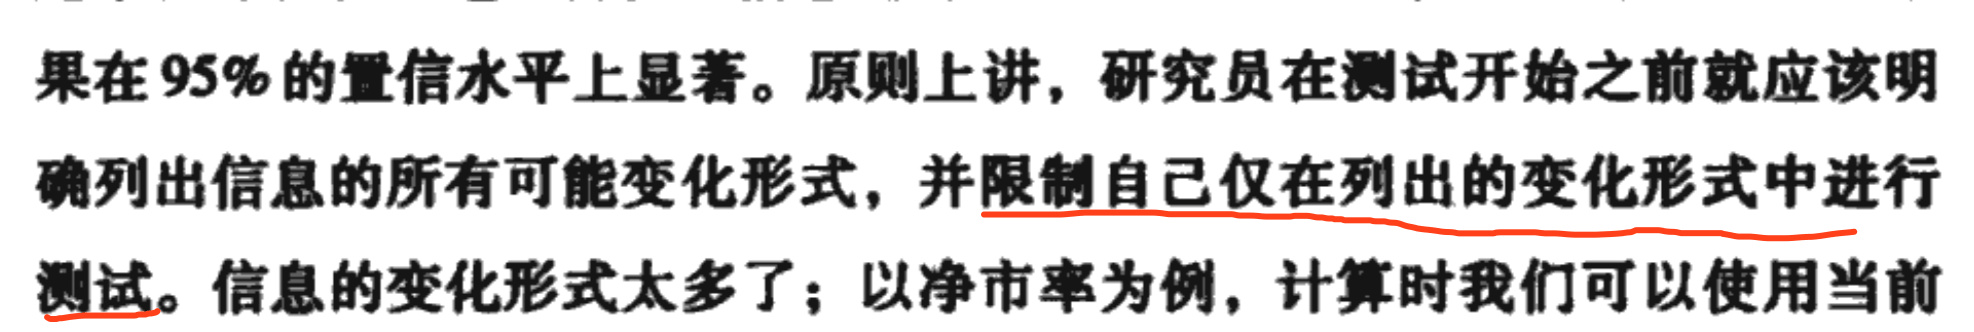 果在95%的置信水平上显著。原则上讲，研究员在测试开始之前就应该明
确列出信息的所有可能变化形式，并限制自己仅在列出的变化形式中进行
测试。信息的变化形式太多了；以净市率为例，计算时我们可以使用当前